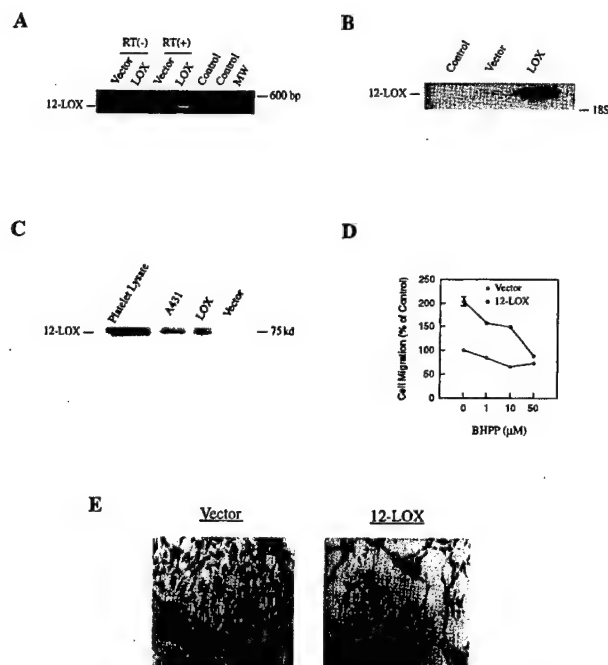 A
RT(-) RT(+)
Vector LOX Vector LOX Control Control MW
12-LOX
600 bp
B
Control Vector LOX
12-LOX
18S
C
Platelet Lysate A431 LOX Vector
12-LOX
75kd
D
Cell Migration (% of Control)
250
200
150
100
50
0
Vector
12-LOX
0 1 10 50
BHPP (µM)
E
Vector 12-LOX